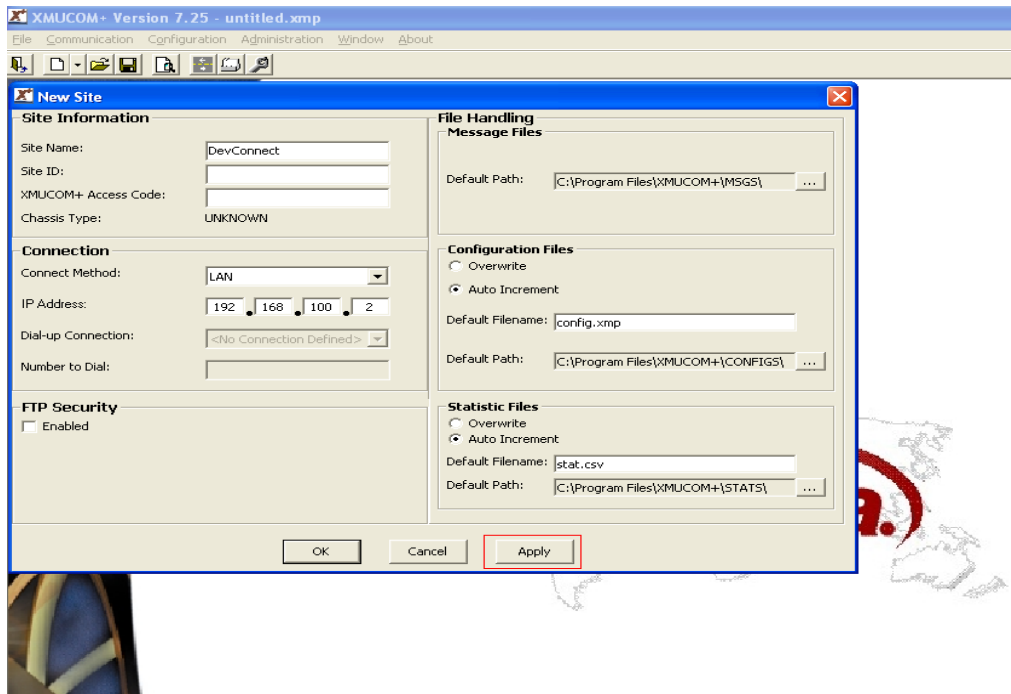 XMUCOM+ Version 7.25 - untitled.xmp
File Communication Configuration Administration Window About
New Site
Site Information
Site Name: DevConnect
Site ID:
XMUCOM+ Access Code:
Chassis Type: UNKNOWN
Connection
Connect Method: LAN
IP Address: 192 . 168 . 100 . 2
Dial-up Connection: <No Connection Defined>
Number to Dial:
FTP Security
Enabled
File Handling
Message Files
Default Path: C:\Program Files\XMUCOM+\MSGS\ ...
Configuration Files
Overwrite
Auto Increment
Default Filename: config.xmp
Default Path: C:\Program Files\XMUCOM+\CONFIGS\ ...
Statistic Files
Overwrite
Auto Increment
Default Filename: stat.csv
Default Path: C:\Program Files\XMUCOM+\STATS\ ...
OK Cancel Apply
a.